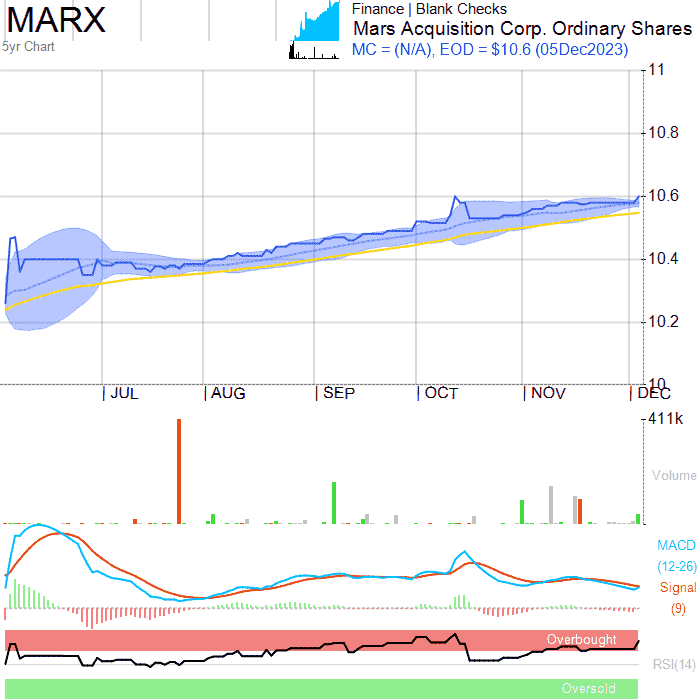 MARX
5yr Chart
Finance | Blank Checks
Mars Acquisition Corp. Ordinary Shares
MC = (N/A), EOD = $10.6 (05Dec2023)
11
10.8
10.6
10.4
10.2
10
JUL
AUG
SEP
OCT
NOV
DEC
411k
Volume
MACD
(12-26)
Signal
(9)
Overbought
RSI(14)
Oversold